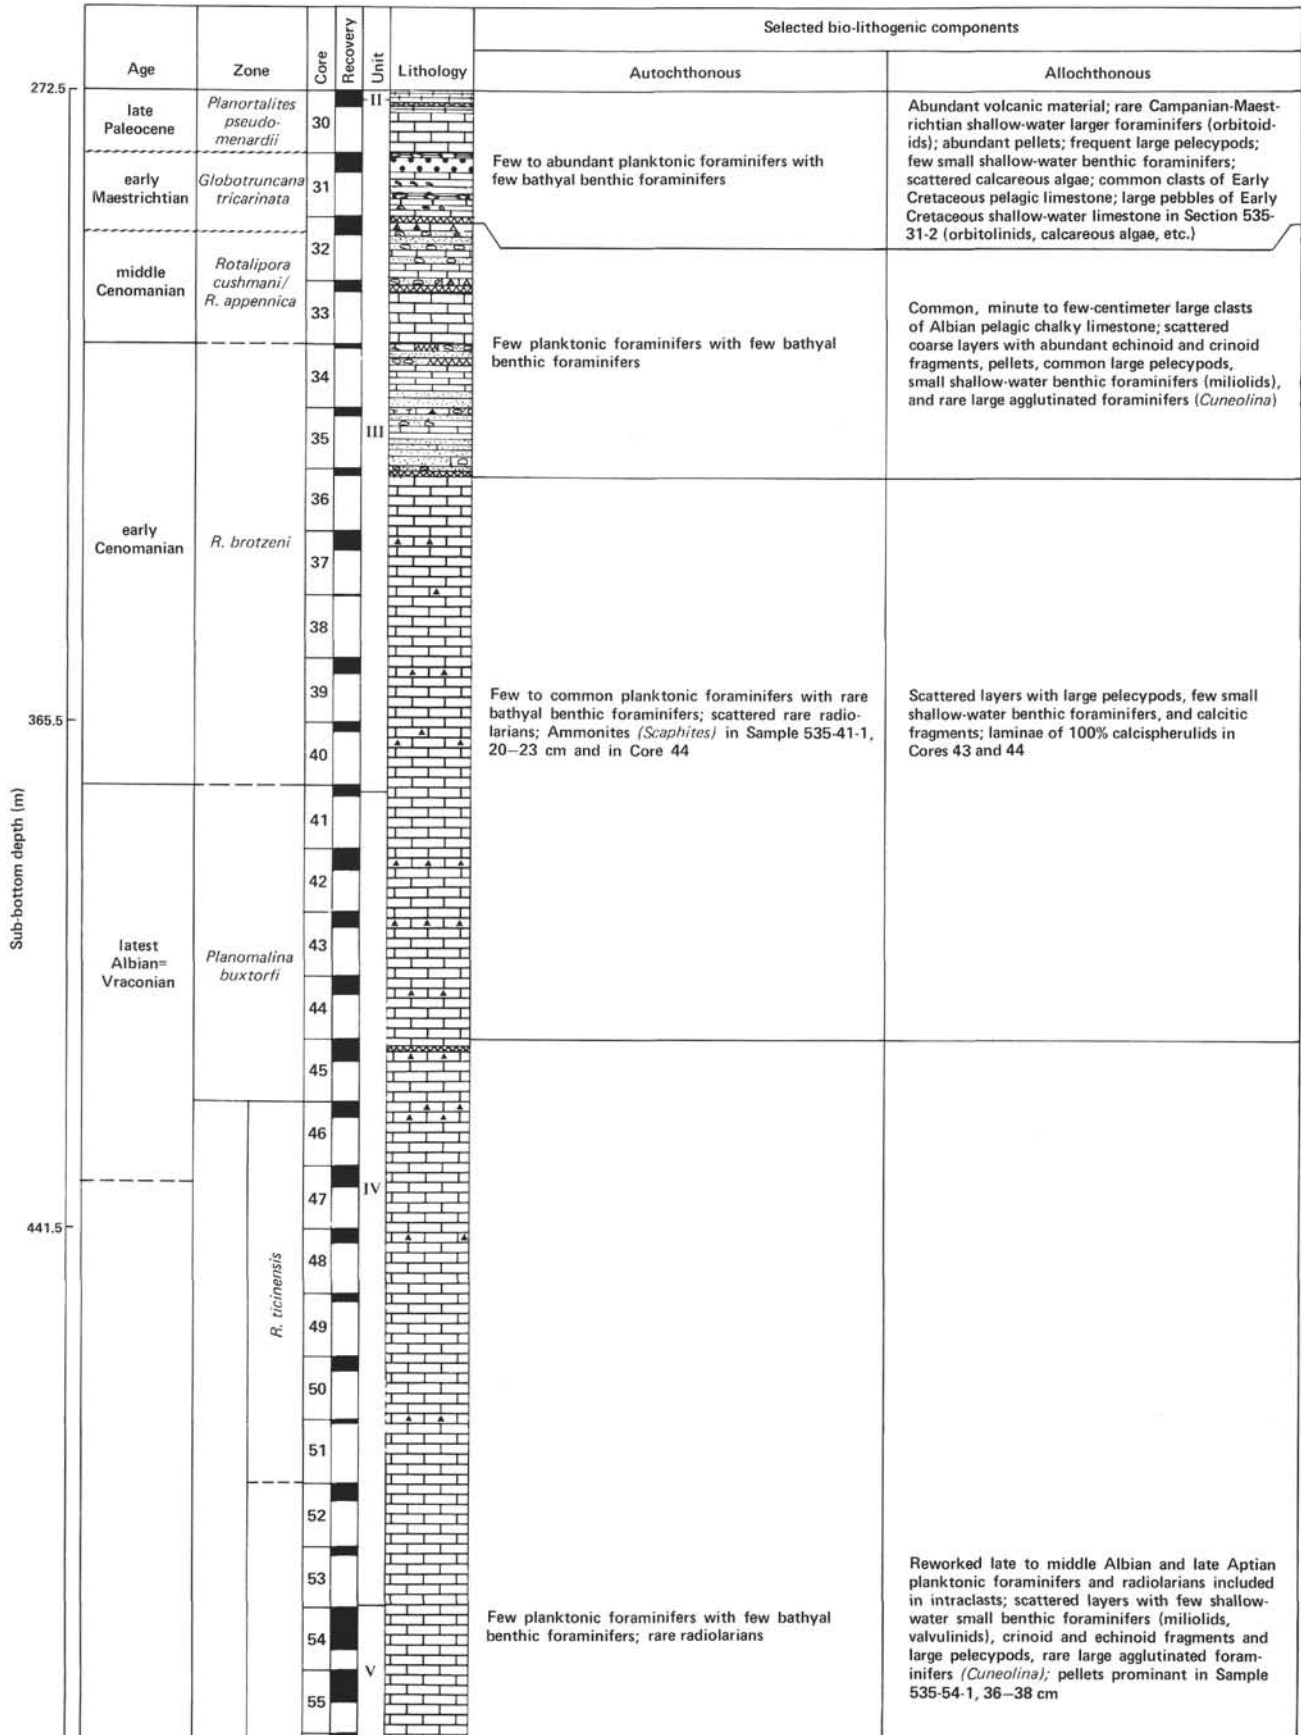 Selected bio-lithogenic components
Age
Zone
Core
Recovery
Unit
Lithology
Autochthonous
Allochthonous
Sub-bottom depth (m)
272.5
365.5
441.5
late
Paleocene
early
Maestrichtian
middle
Cenomanian
early
Cenomanian
latest
Albian=
Vraconian
Planortalites
pseudo-
menardii
Globotruncana
tricarinata
Rotalipora
cushmani/
R. appennica
R. brotzeni
Planomalina
buxtorfi
R. ticinensis
30
31
32
33
34
35
36
37
38
39
40
41
42
43
44
45
46
47
48
49
50
51
52
53
54
55
II
III
IV
V
Few to abundant planktonic foraminifers with
few bathyal benthic foraminifers
Abundant volcanic material; rare Campanian-Maest-
richtian shallow-water larger foraminifers (orbitoid-
ids); abundant pellets; frequent large pelecypods;
few small shallow-water benthic foraminifers;
scattered calcareous algae; common clasts of Early
Cretaceous pelagic limestone; large pebbles of Early
Cretaceous shallow-water limestone in Section 535-
31-2 (orbitolinids, calcareous algae, etc.)
Few planktonic foraminifers with few bathyal
benthic foraminifers
Common, minute to few-centimeter large clasts
of Albian pelagic chalky limestone; scattered
coarse layers with abundant echinoid and crinoid
fragments, pellets, common large pelecypods,
small shallow-water benthic foraminifers (miliolids),
and rare large agglutinated foraminifers (Cuneolina)
Few to common planktonic foraminifers with rare
bathyal benthic foraminifers; scattered rare radio-
larians; Ammonites (Scaphites) in Sample 535-41-1,
20–23 cm and in Core 44
Scattered layers with large pelecypods, few small
shallow-water benthic foraminifers, and calcitic
fragments; laminae of 100% calcispherulids in
Cores 43 and 44
Few planktonic foraminifers with few bathyal
benthic foraminifers; rare radiolarians
Reworked late to middle Albian and late Aptian
planktonic foraminifers and radiolarians included
in intraclasts; scattered layers with few shallow-
water small benthic foraminifers (miliolids,
valvulinids), crinoid and echinoid fragments and
large pelecypods, rare large agglutinated foram-
inifers (Cuneolina); pellets prominant in Sample
535-54-1, 36–38 cm